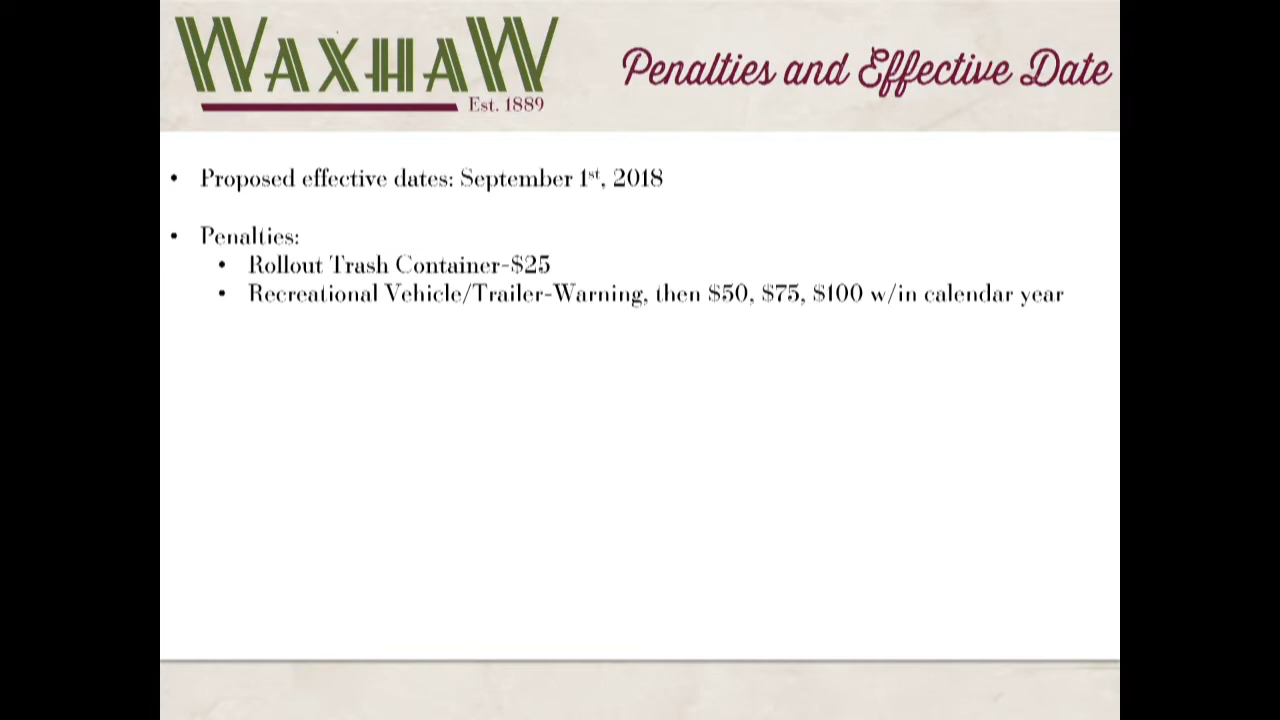 WAXHAW
Est. 1889
Penalties and Effective Date
• Proposed effective dates: September 1st, 2018
• Penalties:
• Rollout Trash Container-$25
• Recreational Vehicle/Trailer-Warning, then $50, $75, $100 w/in calendar year